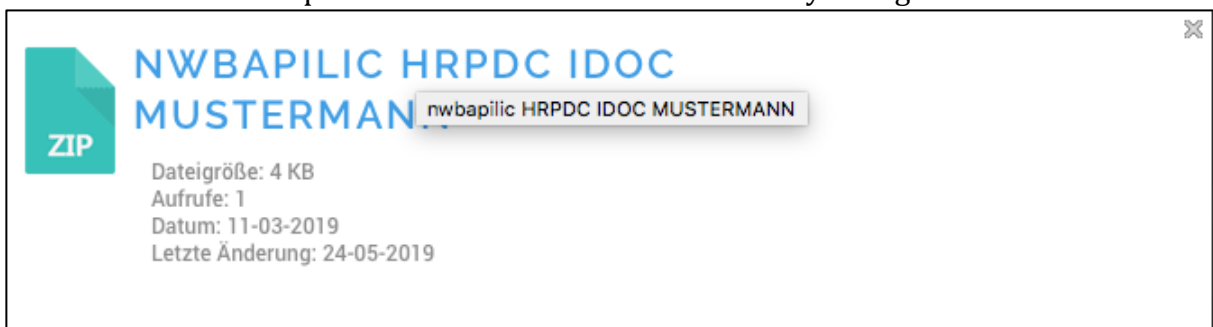 NWBAPILIC HRPDC IDOC
MUSTERMANN
nwbapilic HRPDC IDOC MUSTERMANN
ZIP
Dateigröße: 4 KB
Aufrufe: 1
Datum: 11-03-2019
Letzte Änderung: 24-05-2019